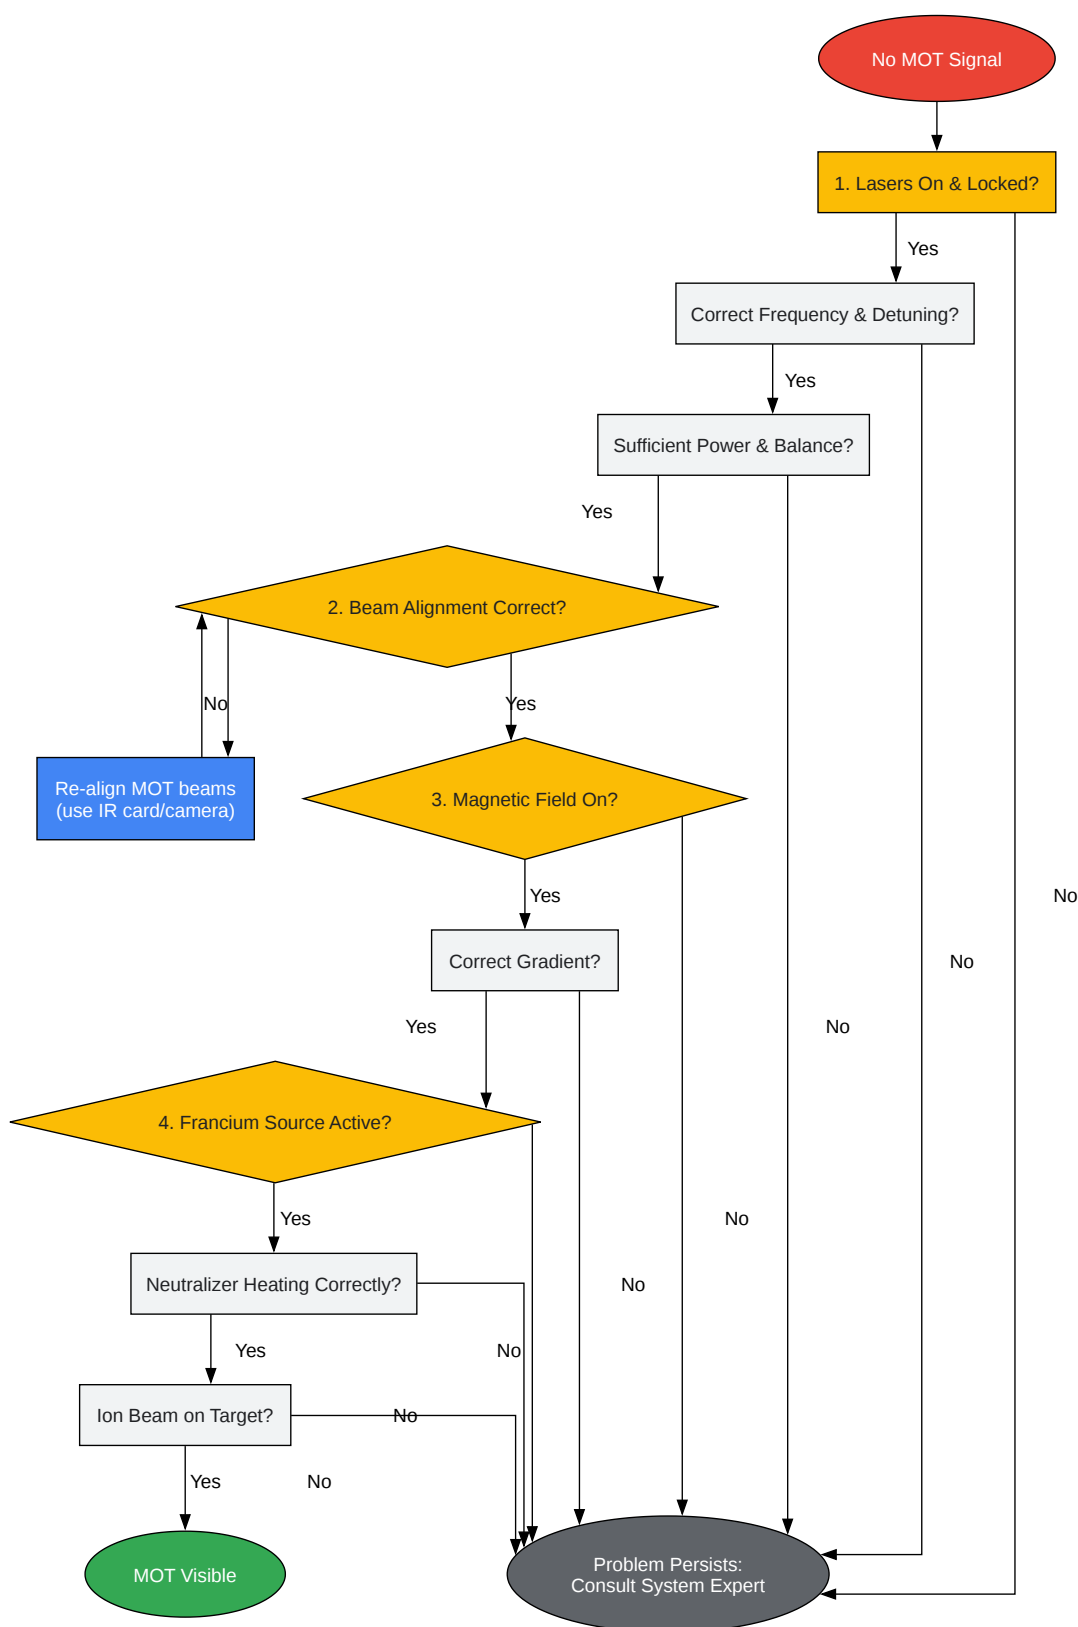 No MOT Signal
1. Lasers On & Locked?
Yes
Correct Frequency & Detuning?
Yes
Sufficient Power & Balance?
Yes
2. Beam Alignment Correct?
No
Yes
Re-align MOT beams
(use IR card/camera)
3. Magnetic Field On?
Yes
No
Correct Gradient?
No
Yes
No
4. Francium Source Active?
Yes
No
Neutralizer Heating Correctly?
No
Yes
No
Ion Beam on Target?
No
Yes
No
MOT Visible
Problem Persists:
Consult System Expert